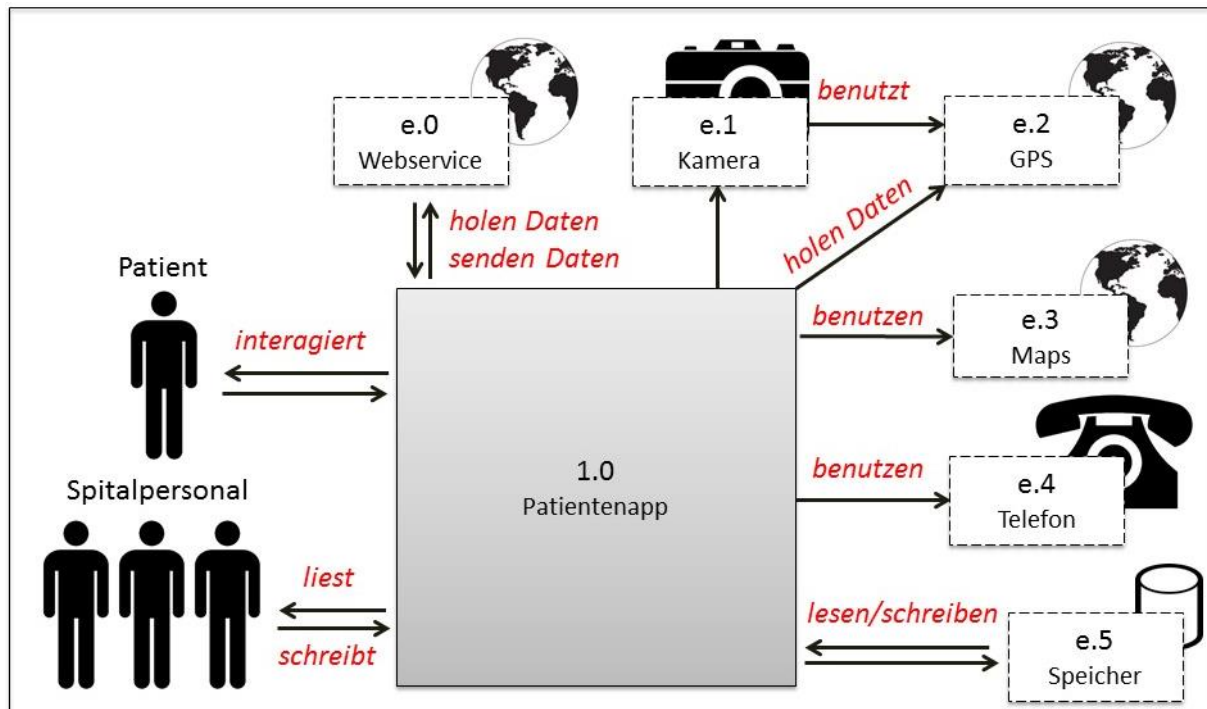 e.0
Webservice
e.1
Kamera
benutzt
e.2
GPS
holen Daten
senden Daten
holen Daten
Patient
interagiert
benutzen
e.3
Maps
1.0
Patientenapp
benutzen
e.4
Telefon
Spitalpersonal
liest
schreibt
lesen/schreiben
e.5
Speicher